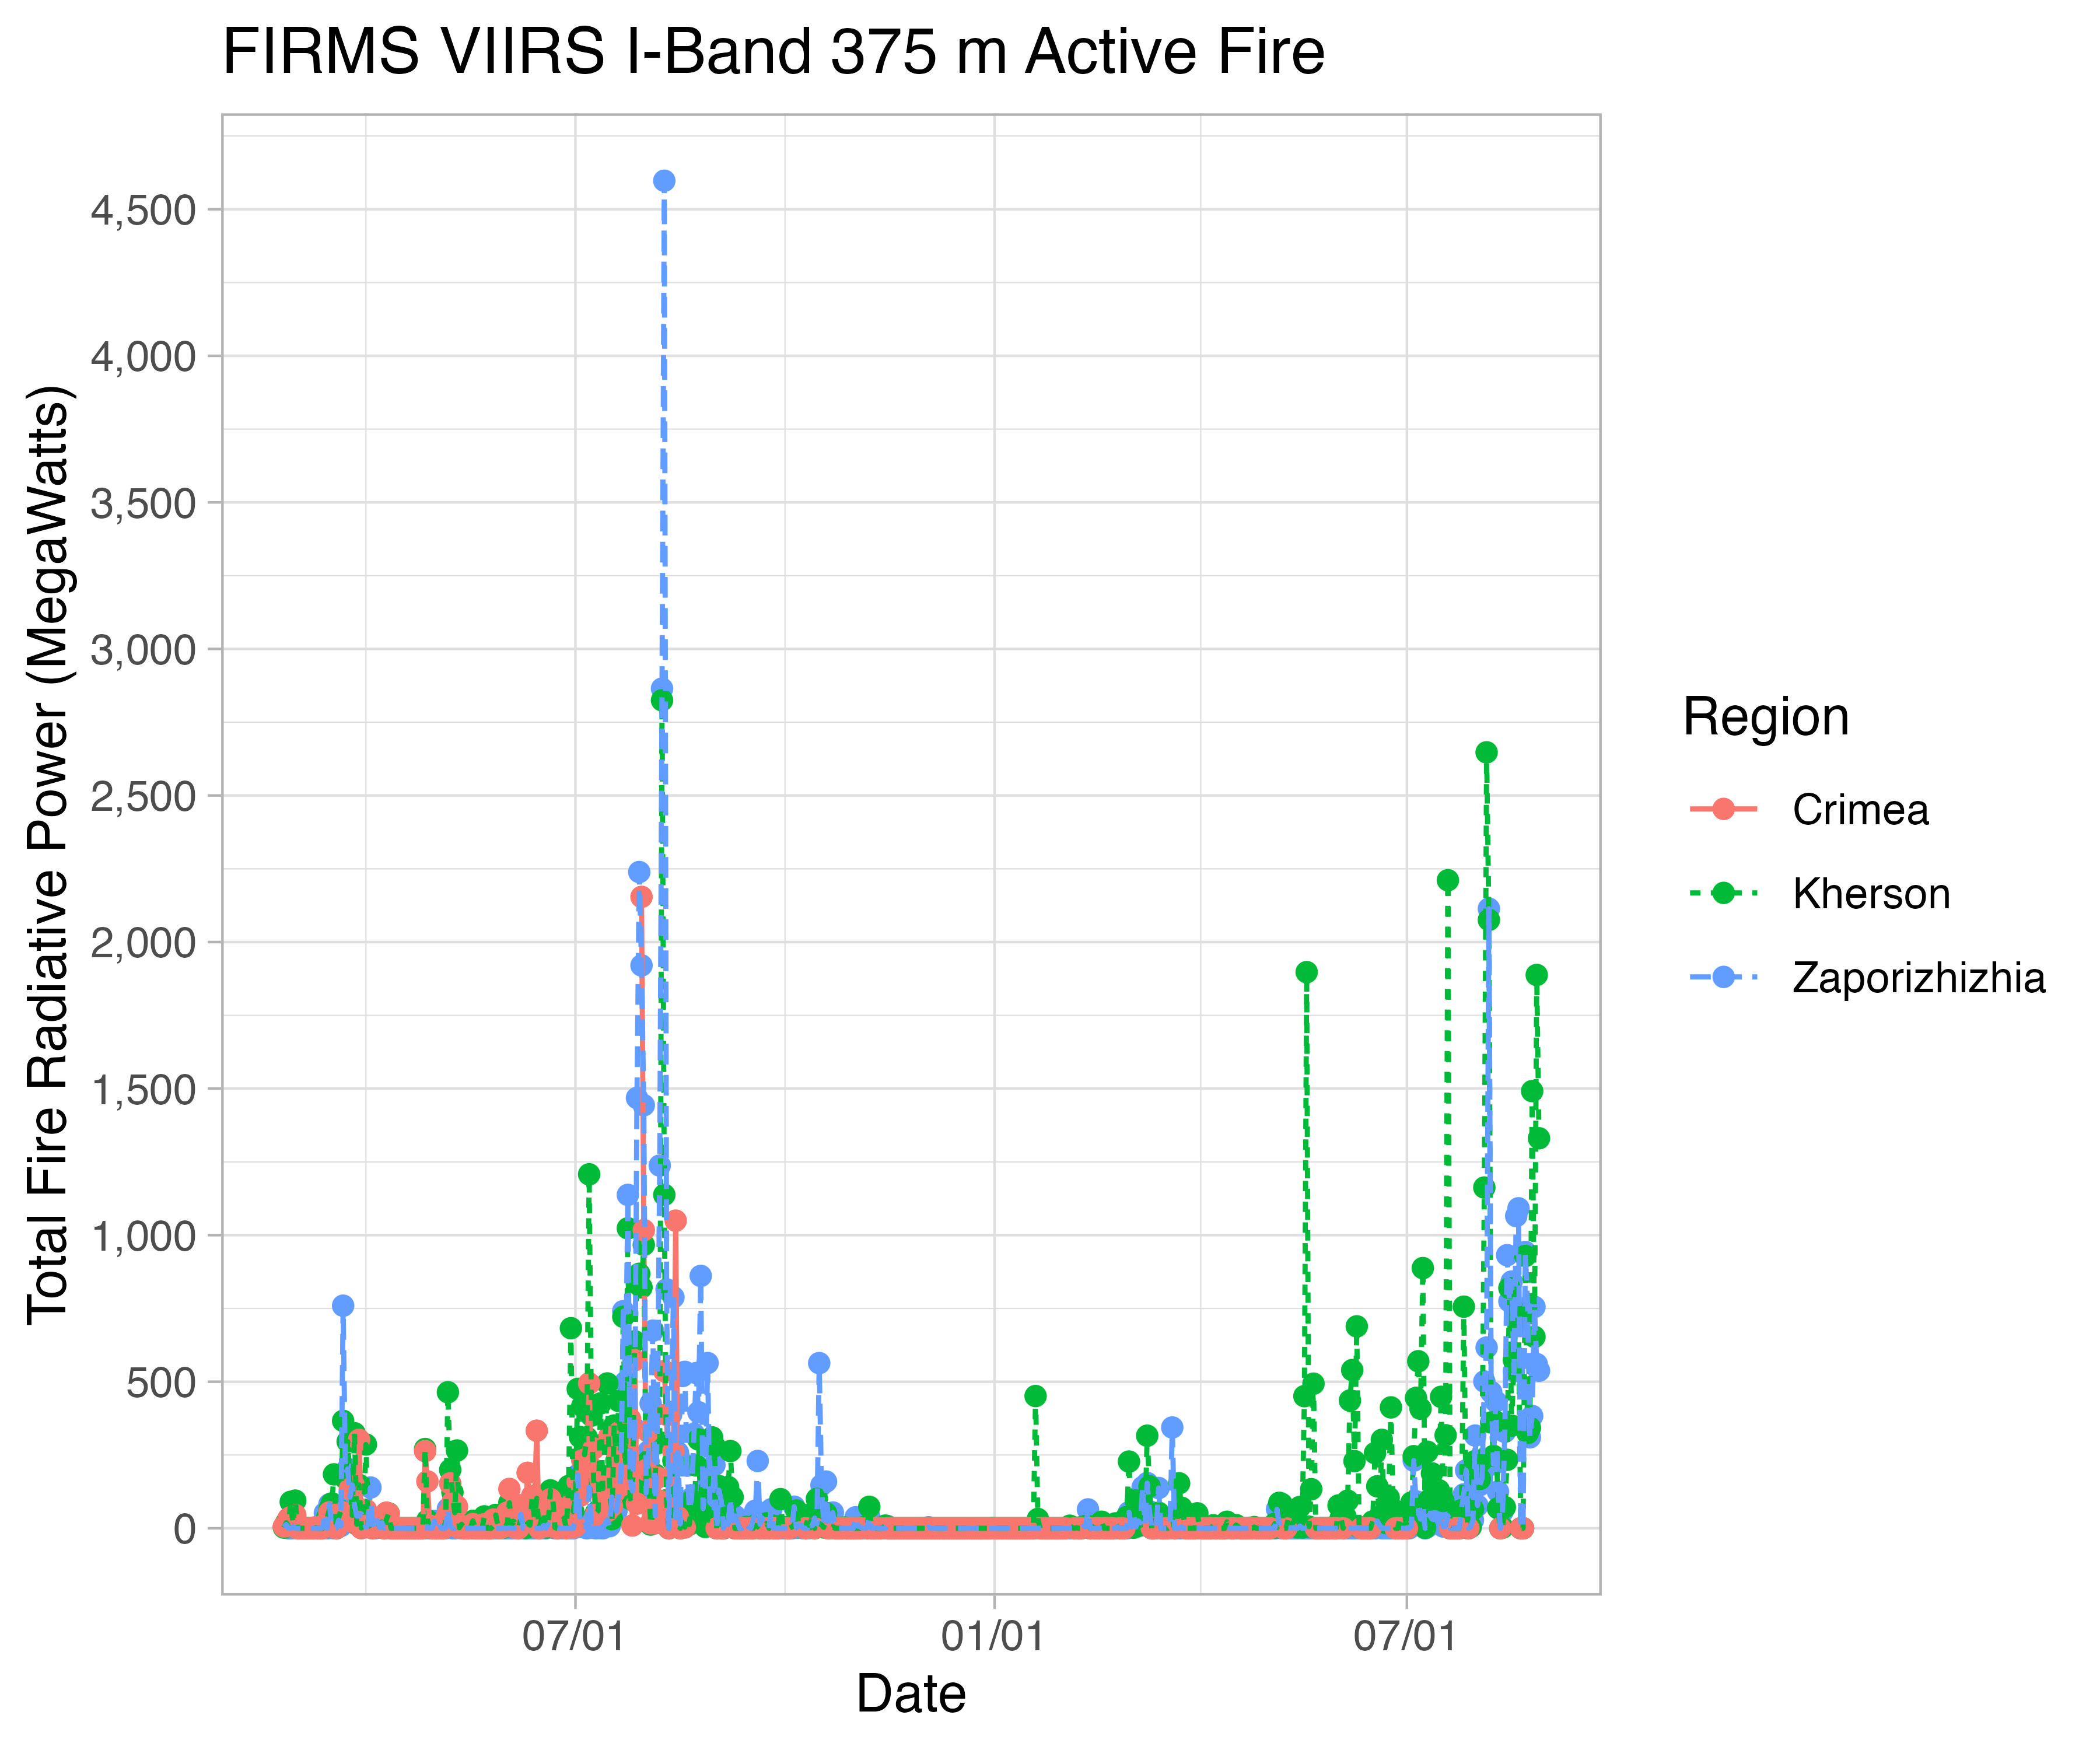 FIRMS VIIRS I-Band 375 m Active Fire
Total Fire Radiative Power (MegaWatts)
4,500
4,000
3,500
3,000
2,500
2,000
1,500
1,000
500
0
07/01
01/01
07/01
Date
Region
Crimea
Kherson
Zaporizhizhia